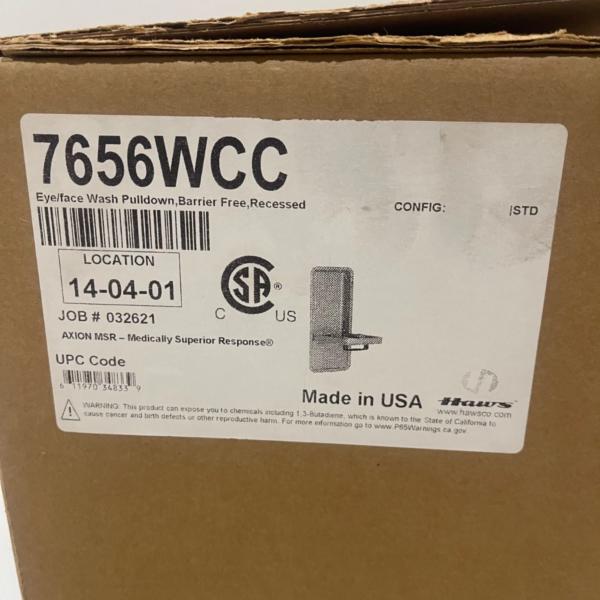 7656WCC
Eye/face Wash Pulldown,Barrier Free,Recessed
CONFIG: |STD
LOCATION
14-04-01
JOB # 032621
CSA®
C US
AXION MSR – Medically Superior Response®
UPC Code
6 11970 34833 9
Made in USA
Haws
www.hawsco.com
WARNING: This product can expose you to chemicals including 1,3-Butadiene, which is known to the State of California to
cause cancer and birth defects or other reproductive harm. For more information go to www.P65Warnings.ca.gov